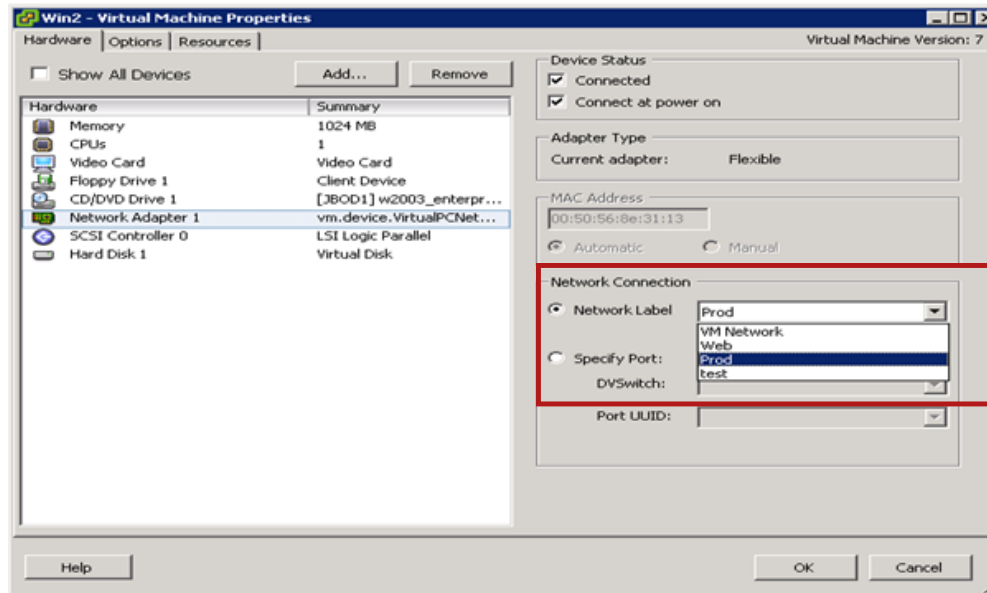 Win2 - Virtual Machine Properties
Hardware Options Resources Virtual Machine Version: 7
Show All Devices Add... Remove
Hardware Summary
Memory 1024 MB
CPUs 1
Video Card Video Card
Floppy Drive 1 Client Device
CD/DVD Drive 1 [JBOD1] w2003_enterpr...
Network Adapter 1 vm.device.VirtualPCNet...
SCSI Controller 0 LSI Logic Parallel
Hard Disk 1 Virtual Disk
Device Status
Connected
Connect at power on
Adapter Type
Current adapter: Flexible
MAC Address
00:50:56:8e:31:13
Automatic Manual
Network Connection
Network Label Prod
VM Network
Web
Specify Port: Prod
test
DVSwitch:
Port UUID:
Help OK Cancel